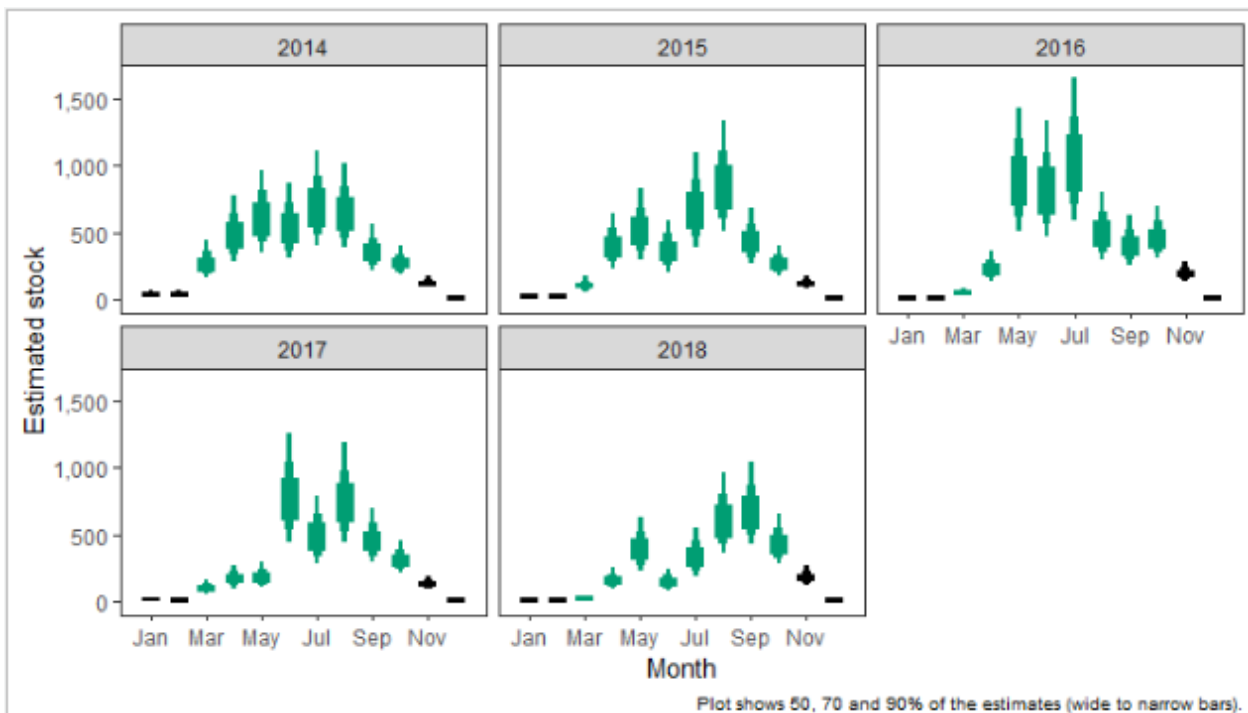 2014 2015 2016
1,500
1,000
500
0
Jan Mar May Jul Sep Nov
2017 2018
1,500
1,000
500
0
Jan Mar May Jul Sep Nov Jan Mar May Jul Sep Nov
Estimated stock
Month
Plot shows 50, 70 and 90% of the estimates (wide to narrow bars).